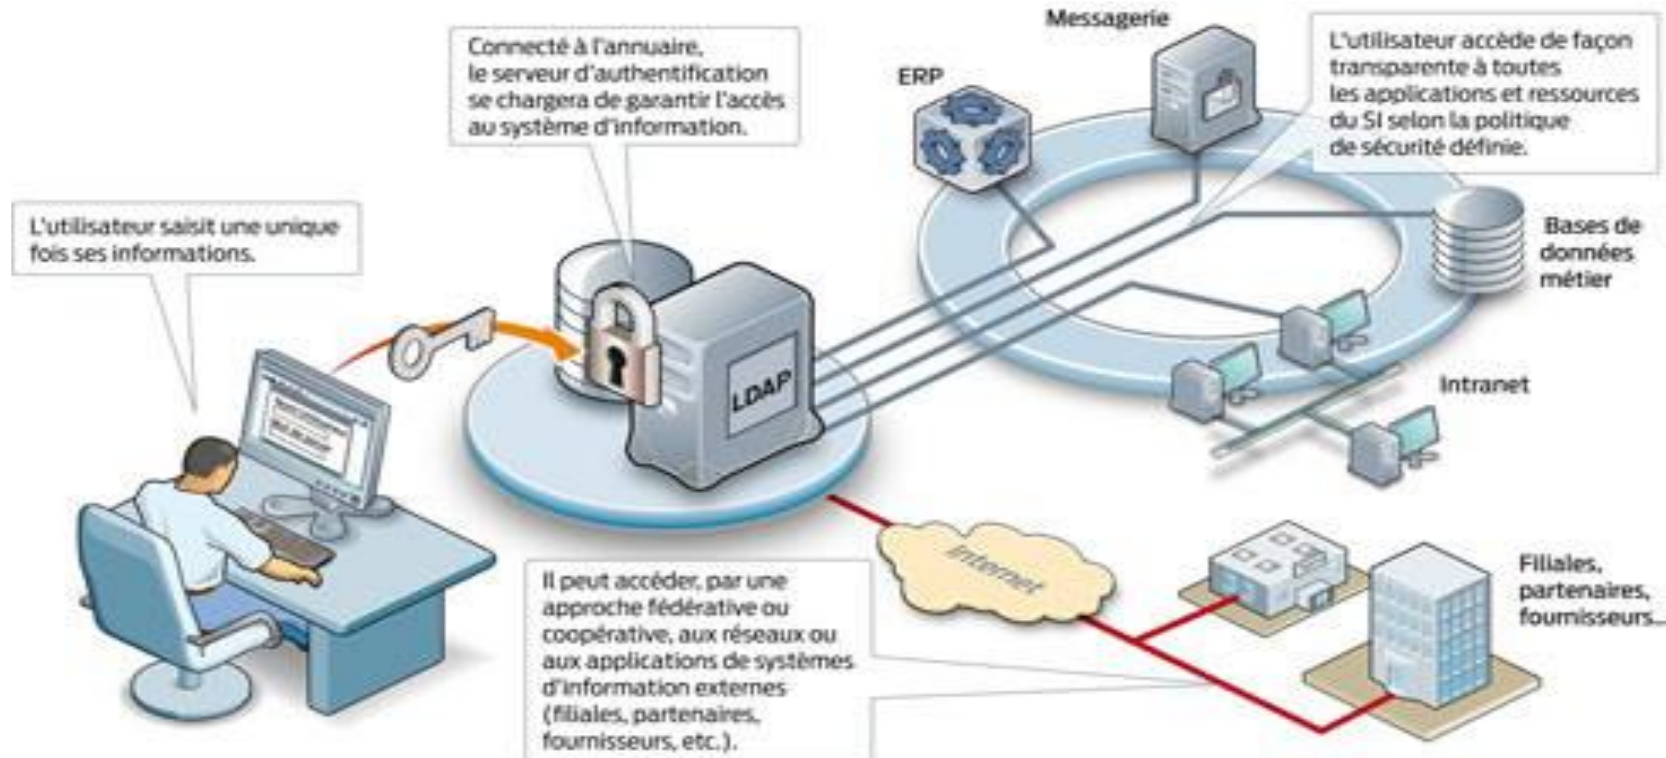 Messagerie
Connecté à l'annuaire,
le serveur d'authentification
se chargera de garantir l'accès
au système d'information.
ERP
L'utilisateur accède de façon
transparente à toutes
les applications et ressources
du SI selon la politique
de sécurité définie.
L'utilisateur saisit une unique
fois ses informations.
Bases de
données
métier
LDAP
Intranet
Internet
Il peut accéder, par une
approche fédérative ou
coopérative, aux réseaux ou
aux applications de systèmes
d'information externes
(filiales, partenaires,
fournisseurs, etc.).
Filiales,
partenaires,
fournisseurs...